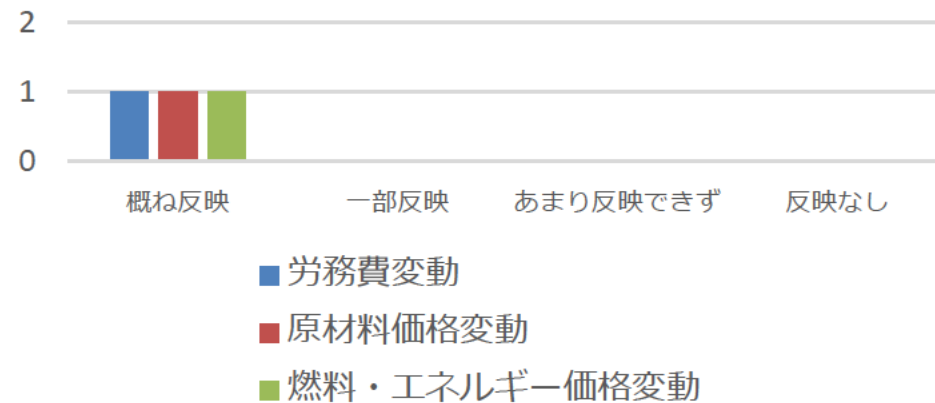 2
1
0
概ね反映 一部反映 あまり反映できず 反映なし
労務費変動
原材料価格変動
燃料・エネルギー価格変動